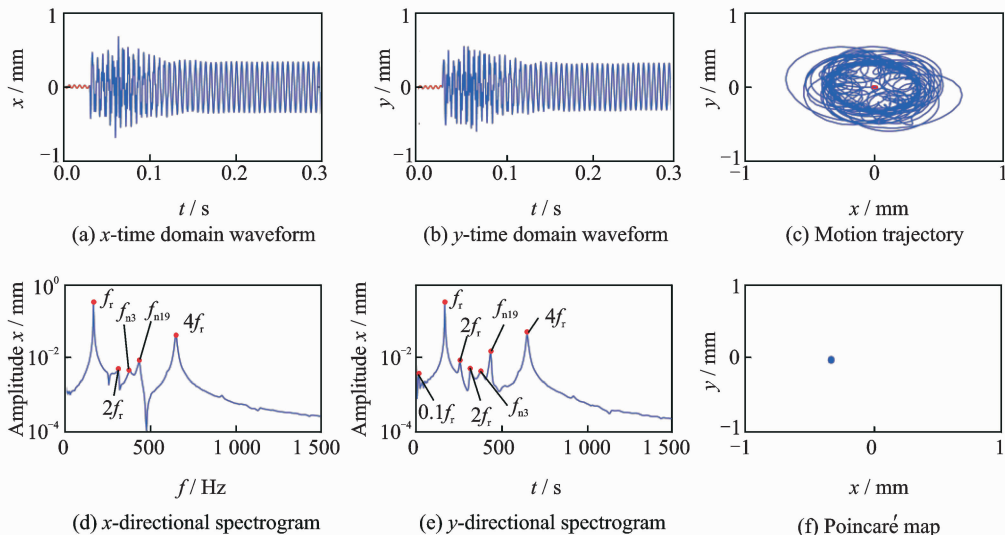 1
x / mm
0
−1
0.0
0.1
0.2
0.3
t / s
(a) x-time domain waveform
1
y / mm
0
−1
0.0
0.1
0.2
0.3
t / s
(b) y-time domain waveform
1
y / mm
0
−1
−1
0
1
x / mm
(c) Motion trajectory
10⁰
Amplitude x / mm
10⁻²
10⁻⁴
fᵣ
fₙ₃
fₙ₁₉
4fᵣ
2fᵣ
0
500
1 000
1 500
f / Hz
(d) x-directional spectrogram
10⁰
Amplitude x / mm
10⁻²
10⁻⁴
fᵣ
2fᵣ
fₙ₁₉
4fᵣ
0.1fᵣ
2fᵣ
fₙ₃
0
500
1 000
1 500
t / s
(e) y-directional spectrogram
1
y / mm
0
−1
−1
0
1
x / mm
(f) Poincaré map